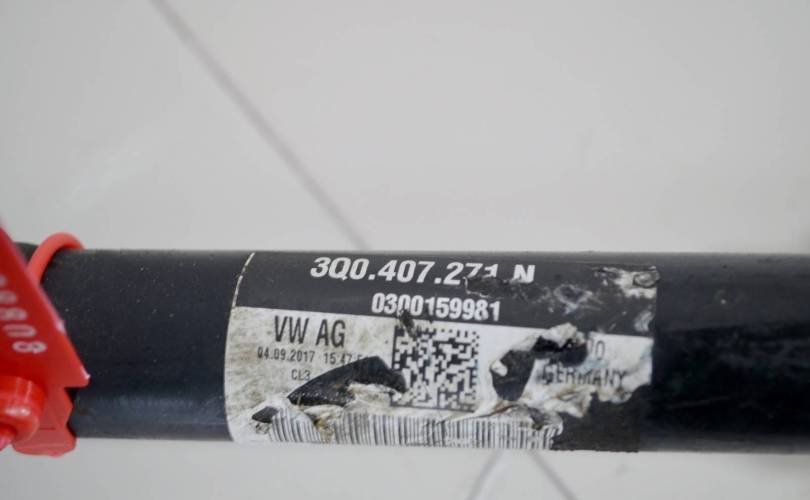 3Q0.407.271 N
0300159981
VW AG
04.09.2017 15:47
CL3
GERMANY